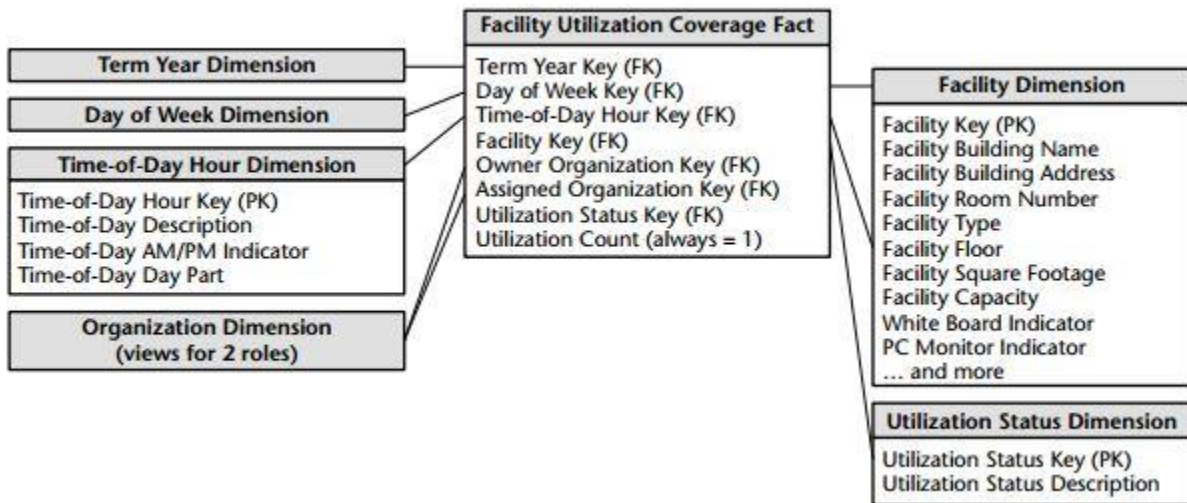 Term Year Dimension
Day of Week Dimension
Time-of-Day Hour Dimension
Time-of-Day Hour Key (PK)
Time-of-Day Description
Time-of-Day AM/PM Indicator
Time-of-Day Day Part
Organization Dimension
(views for 2 roles)
Facility Utilization Coverage Fact
Term Year Key (FK)
Day of Week Key (FK)
Time-of-Day Hour Key (FK)
Facility Key (FK)
Owner Organization Key (FK)
Assigned Organization Key (FK)
Utilization Status Key (FK)
Utilization Count (always = 1)
Facility Dimension
Facility Key (PK)
Facility Building Name
Facility Building Address
Facility Room Number
Facility Type
Facility Floor
Facility Square Footage
Facility Capacity
White Board Indicator
PC Monitor Indicator
... and more
Utilization Status Dimension
Utilization Status Key (PK)
Utilization Status Description